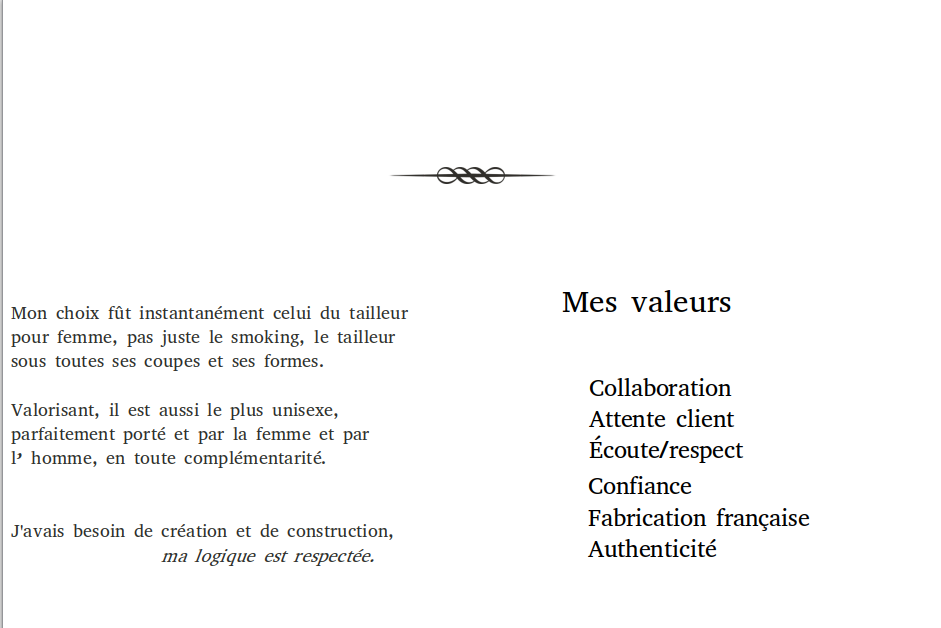 Mon choix fût instantanément celui du tailleur
pour femme, pas juste le smoking, le tailleur
sous toutes ses coupes et ses formes.
Valorisant, il est aussi le plus unisexe,
parfaitement porté et par la femme et par
l’ homme, en toute complémentarité.
J'avais besoin de création et de construction,
ma logique est respectée.
Mes valeurs
Collaboration
Attente client
Écoute/respect
Confiance
Fabrication française
Authenticité